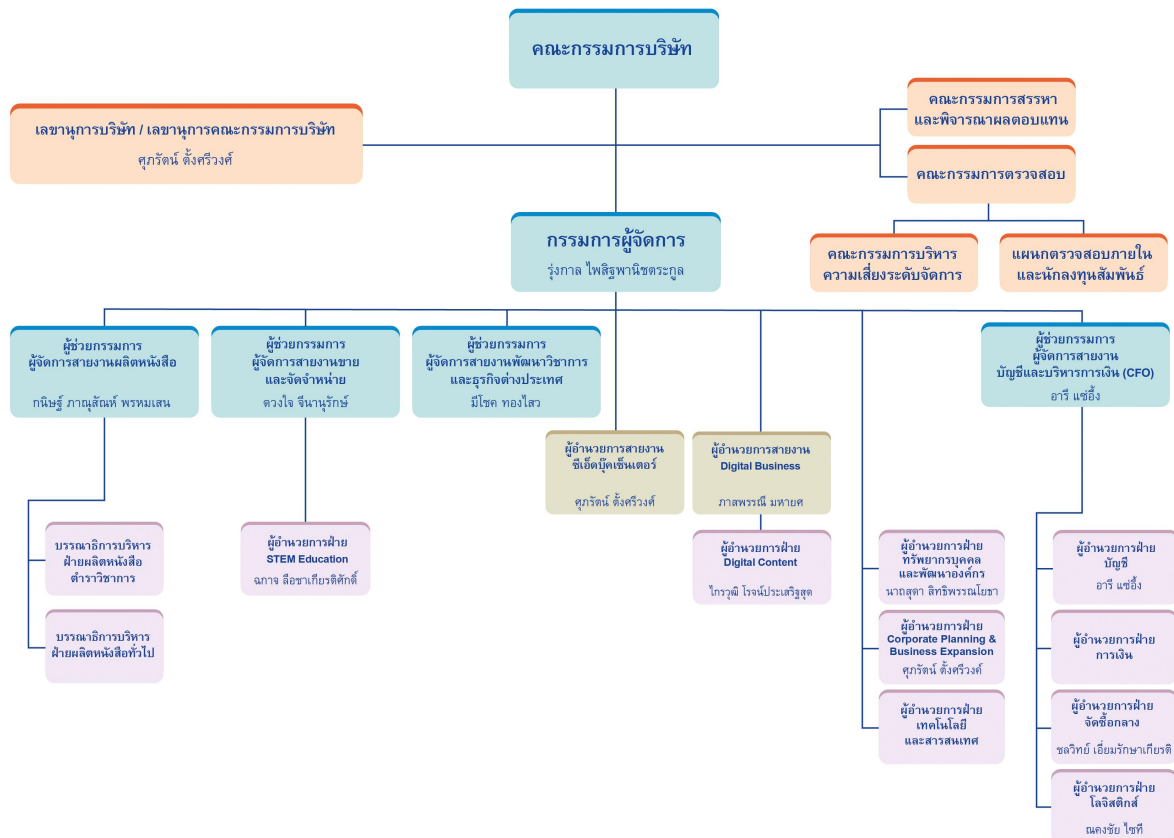 คณะกรรมการบริษัท
เลขานุการบริษัท / เลขานุการคณะกรรมการบริษัท
ศุภรัตน์ ตั้งศรีวงศ์
คณะกรรมการสรรหา
และพิจารณาผลตอบแทน
คณะกรรมการตรวจสอบ
กรรมการผู้จัดการ
รุ่งกาล ไพสิฐพานิชตระกูล
คณะกรรมการบริหาร
ความเสี่ยงระดับจัดการ
แผนกตรวจสอบภายใน
และนักลงทุนสัมพันธ์
ผู้ช่วยกรรมการ
ผู้จัดการสายงานผลิตหนังสือ
กนิษฐ์ ภาณุสัณห์ พรหมเสน
ผู้ช่วยกรรมการ
ผู้จัดการสายงานขาย
และจัดจำหน่าย
ดวงใจ จีนานุรักษ์
ผู้ช่วยกรรมการ
ผู้จัดการสายงานพัฒนาวิชาการ
และธุรกิจต่างประเทศ
มีโชค ทองไสว
ผู้ช่วยกรรมการ
ผู้จัดการสายงาน
บัญชีและบริหารการเงิน (CFO)
อารี แซ่อึ้ง
ผู้อำนวยการสายงาน
ซีเอ็ดบุ๊คเซ็นเตอร์
ศุภรัตน์ ตั้งศรีวงศ์
ผู้อำนวยการสายงาน
Digital Business
ภาสพรรณี มหายศ
บรรณาธิการบริหาร
ฝ่ายผลิตหนังสือ
ตำราวิชาการ
บรรณาธิการบริหาร
ฝ่ายผลิตหนังสือทั่วไป
ผู้อำนวยการฝ่าย
STEM Education
ฉกาจ ลือชาเกียรติศักดิ์
ผู้อำนวยการฝ่าย
Digital Content
ไกรวุฒิ โรจน์ประเสริฐสุด
ผู้อำนวยการฝ่าย
ทรัพยากรบุคคล
และพัฒนาองค์กร
นาถสุดา สิทธิพรรณโยธา
ผู้อำนวยการฝ่าย
Corporate Planning &
Business Expansion
ศุภรัตน์ ตั้งศรีวงศ์
ผู้อำนวยการฝ่าย
เทคโนโลยี
และสารสนเทศ
ผู้อำนวยการฝ่าย
บัญชี
อารี แซ่อึ้ง
ผู้อำนวยการฝ่าย
การเงิน
ผู้อำนวยการฝ่าย
จัดซื้อกลาง
ชลวิทย์ เอี่ยมรักษาเกียรติ
ผู้อำนวยการฝ่าย
โลจิสติกส์
ณดงชัย ไชที